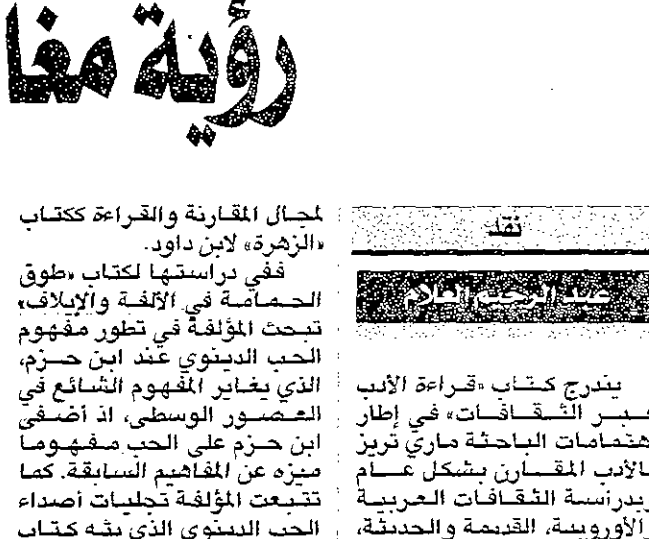 رؤية مغا
نقد
عبد الرحيم العلام
يندرج كتاب «قراءة الأدب
عبر الثقافات» في إطار
هتمامات الباحثة ماري تريز
الأدب المقارن بشكل عام
بدراسة الثقافات العربية
الأوروبية، القديمة والحديثة،
لمجال المقارنة والقراءة ككتاب
«الزهرة» لابن داود.
ففي دراستها لكتاب «طوق
الحمامة في الألفة والإيلاف»
تبحث المؤلفة في تطور مفهوم
الحب الدينوي عند ابن حزم،
الذي يغاير المفهوم الشائع في
العصور الوسطى، اذ أضفى
ابن حزم على الحب مفهوما
ميزه عن المفاهيم السابقة. كما
تتبعت المؤلفة تجليات أصداء
الحب الدينوي الذي بثه كتاب